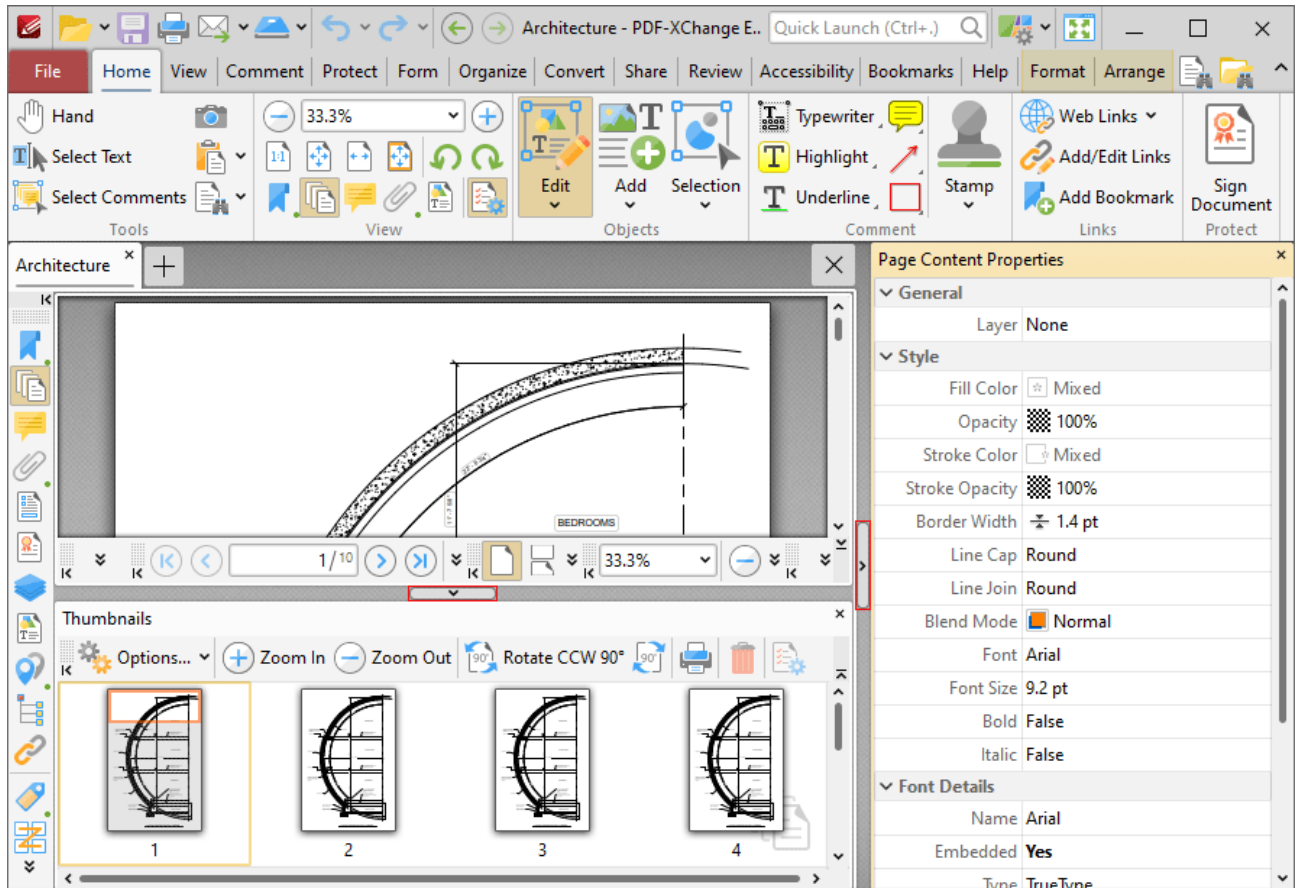 Architecture - PDF-XChange E.. Quick Launch (Ctrl+.)
File Home View Comment Protect Form Organize Convert Share Review Accessibility Bookmarks Help Format Arrange
Hand 33.3% Typewriter Web Links
1:1
Select Text Highlight Add/Edit Links
Edit Add Selection Stamp Sign
Select Comments Underline Add Bookmark Document
Tools View Objects Comment Links Protect
Architecture Page Content Properties
General
Layer None
Style
Fill Color Mixed
Opacity 100%
Stroke Color Mixed
Stroke Opacity 100%
Border Width 1.4 pt
Line Cap Round
Line Join Round
Blend Mode Normal
Font Arial
Font Size 9.2 pt
Bold False
Italic False
Font Details
Name Arial
Embedded Yes
Type TrueType
BEDROOMS
1/10 33.3%
Thumbnails
Options... Zoom In Zoom Out 90° Rotate CCW 90° 90°
1 2 3 4